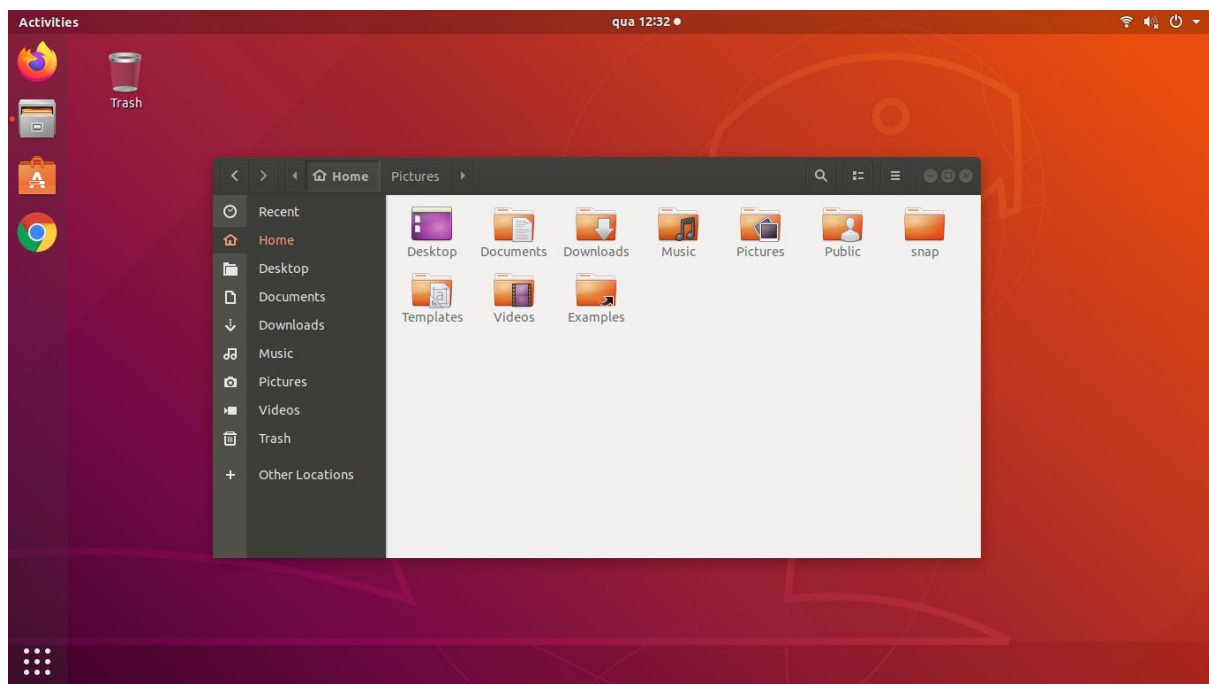 Activities
qua 12:32
Trash
Home
Pictures
Recent
Home
Desktop
Documents
Downloads
Music
Pictures
Videos
Trash
Other Locations
Desktop
Documents
Downloads
Music
Pictures
Public
snap
Templates
Videos
Examples